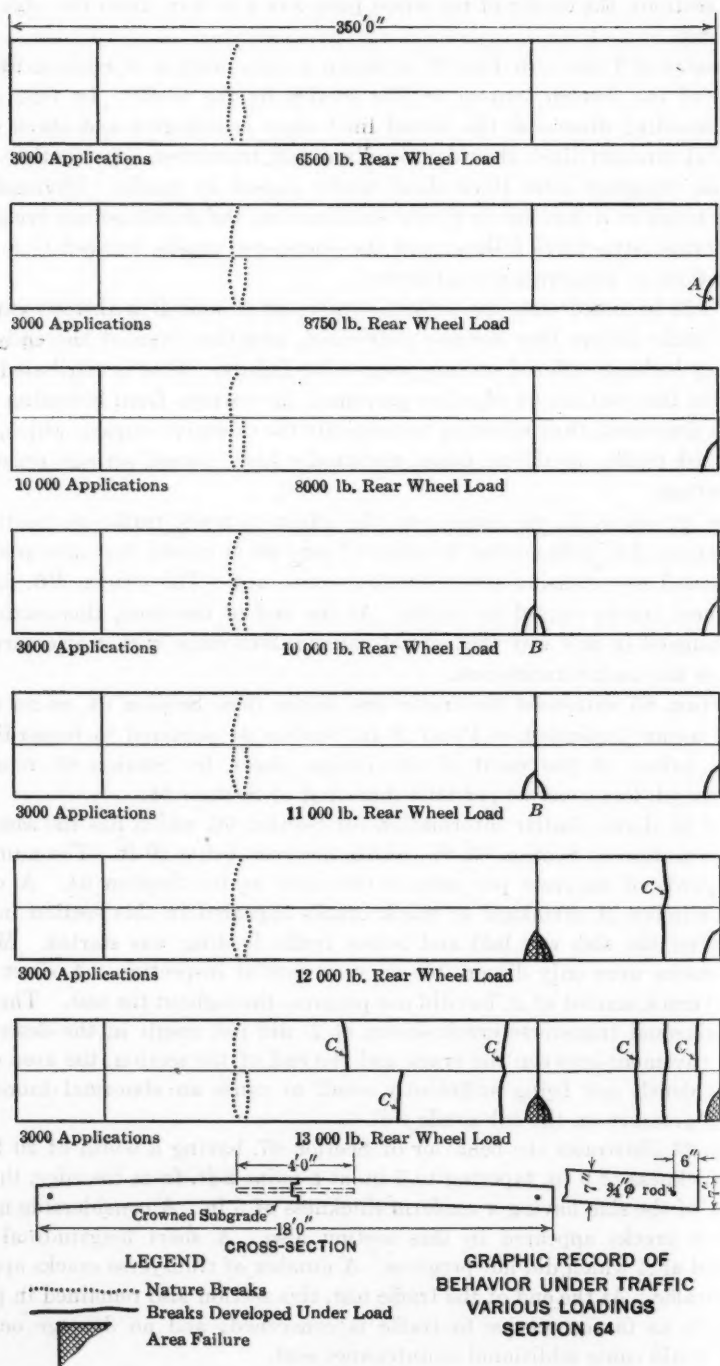 350'0"
3000 Applications 6500 lb. Rear Wheel Load
A
3000 Applications 8750 lb. Rear Wheel Load
10 000 Applications 8000 lb. Rear Wheel Load
3000 Applications 10 000 lb. Rear Wheel Load B
3000 Applications 11 000 lb. Rear Wheel Load B
C
3000 Applications 12 000 lb. Rear Wheel Load
C C C C
C
3000 Applications 13 000 lb. Rear Wheel Load
4'-0"
6"
¾"φ rod
Crowned Subgrade
18'0"
CROSS-SECTION
LEGEND
Nature Breaks
Breaks Developed Under Load
Area Failure
GRAPHIC RECORD OF
BEHAVIOR UNDER TRAFFIC
VARIOUS LOADINGS
SECTION 64